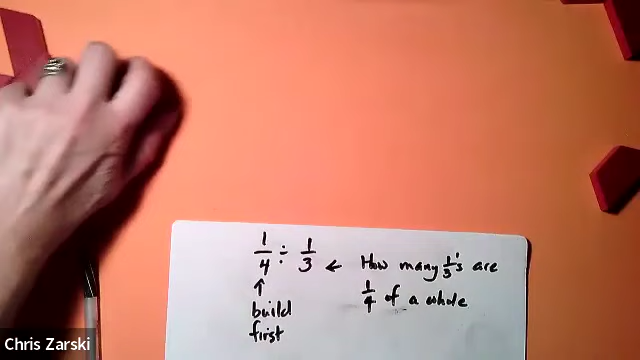 1/4 ÷ 1/3 ← How many 1/3's are
↑ 1/4 of a whole
build
first
Chris Zarski